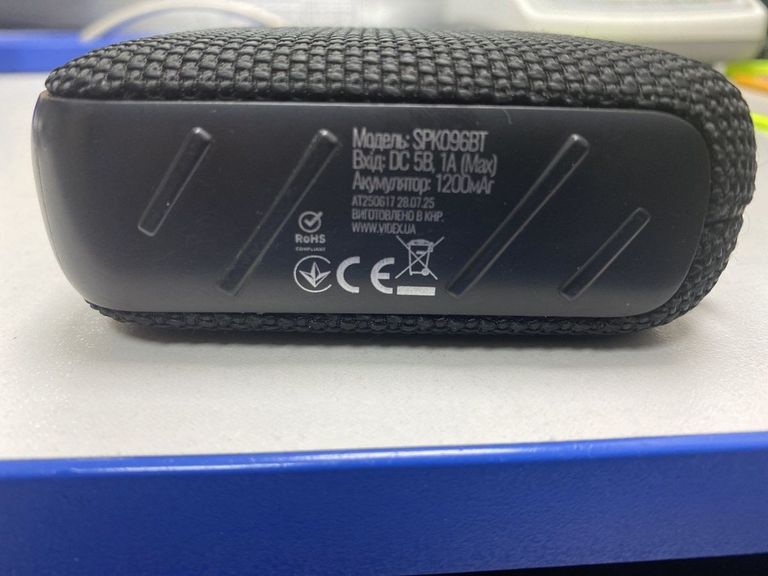 Модель: SPK096BT
Вхід: DC 5В, 1А (Max)
Акумулятор: 1200мАг
AT250617 28.07.25
ВИГОТОВЛЕНО В КНР.
WWW.VIDEX.UA
RoHS
COMPLIANT
CE